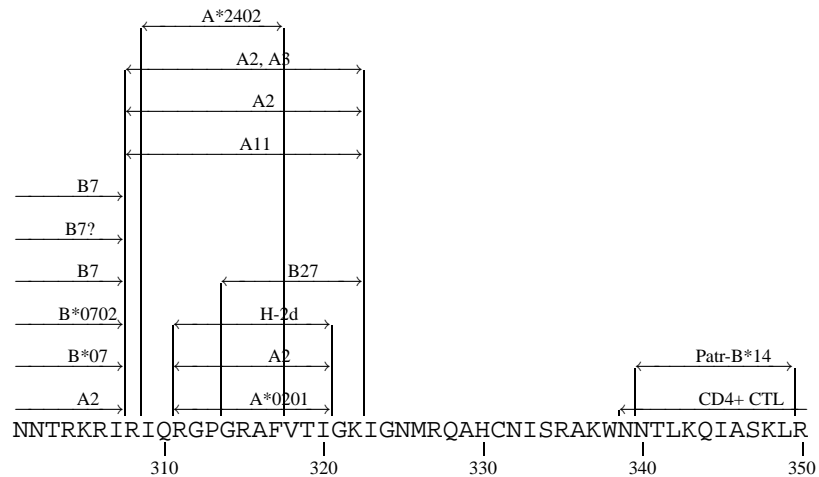 A*2402
A2, A3
A2
A11
B7
B7?
B7 B27
B*0702 H-2d
B*07 A2 Patr-B*14
A2 A*0201 CD4+ CTL
NNTRKRIRIQRGPGRAFVTIGKIGNMRQAHCNISRAKWNNTLKQIASKLR
310 320 330 340 350